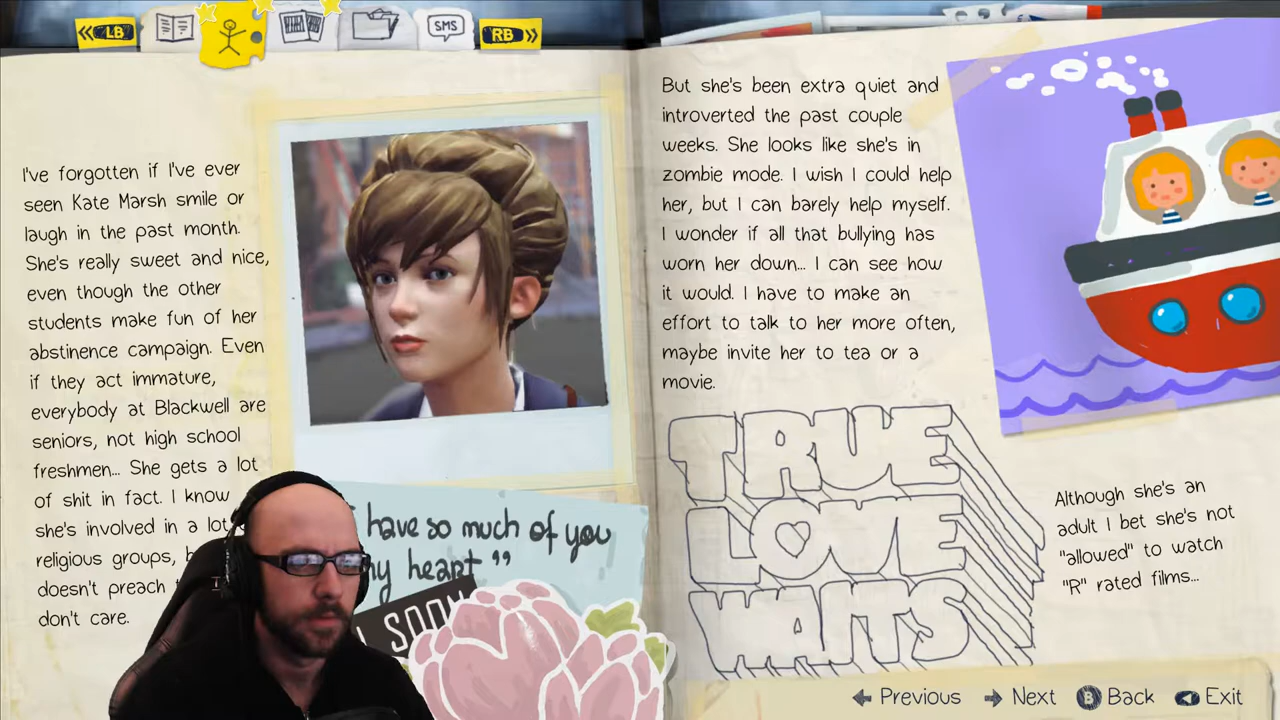 LB
SMS
RB
I've forgotten if I've ever
seen Kate Marsh smile or
laugh in the past month.
She's really sweet and nice,
even though the other
students make fun of her
abstinence campaign. Even
if they act immature,
everybody at Blackwell are
seniors, not high school
freshmen... She gets a lot
of shit in fact. I know
she's involved in a lot
religious groups,
doesn't preach
don't care.
have so much of you
my heart"
SOON
But she's been extra quiet and
introverted the past couple
weeks. She looks like she's in
zombie mode. I wish I could help
her, but I can barely help myself.
I wonder if all that bullying has
worn her down... I can see how
it would. I have to make an
effort to talk to her more often,
maybe invite her to tea or a
movie.
TRUE
LOVE
WAITS
Although she's an
adult I bet she's not
"allowed" to watch
"R" rated films...
Previous
Next
B Back
Exit